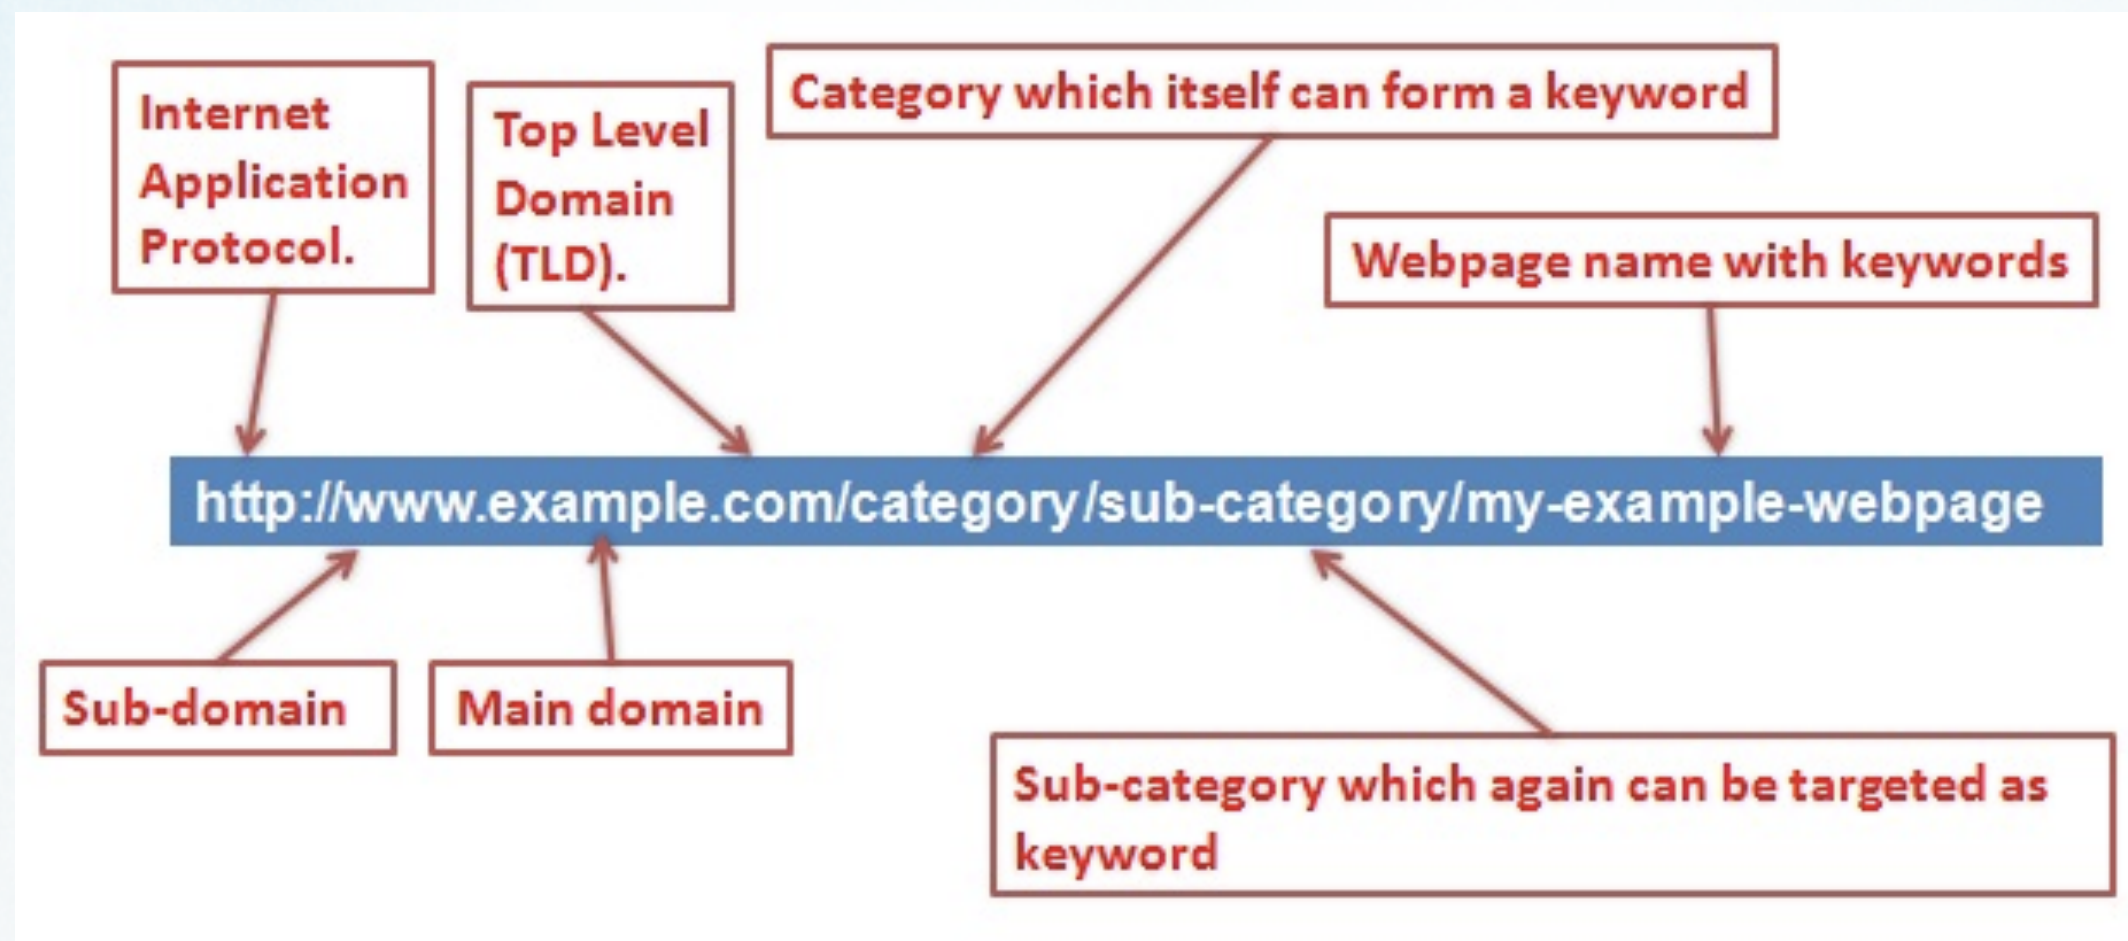 Internet
Application
Protocol.
Top Level
Domain
(TLD).
Category which itself can form a keyword
Webpage name with keywords
http://www.example.com/category/sub-category/my-example-webpage
Sub-domain
Main domain
Sub-category which again can be targeted as
keyword